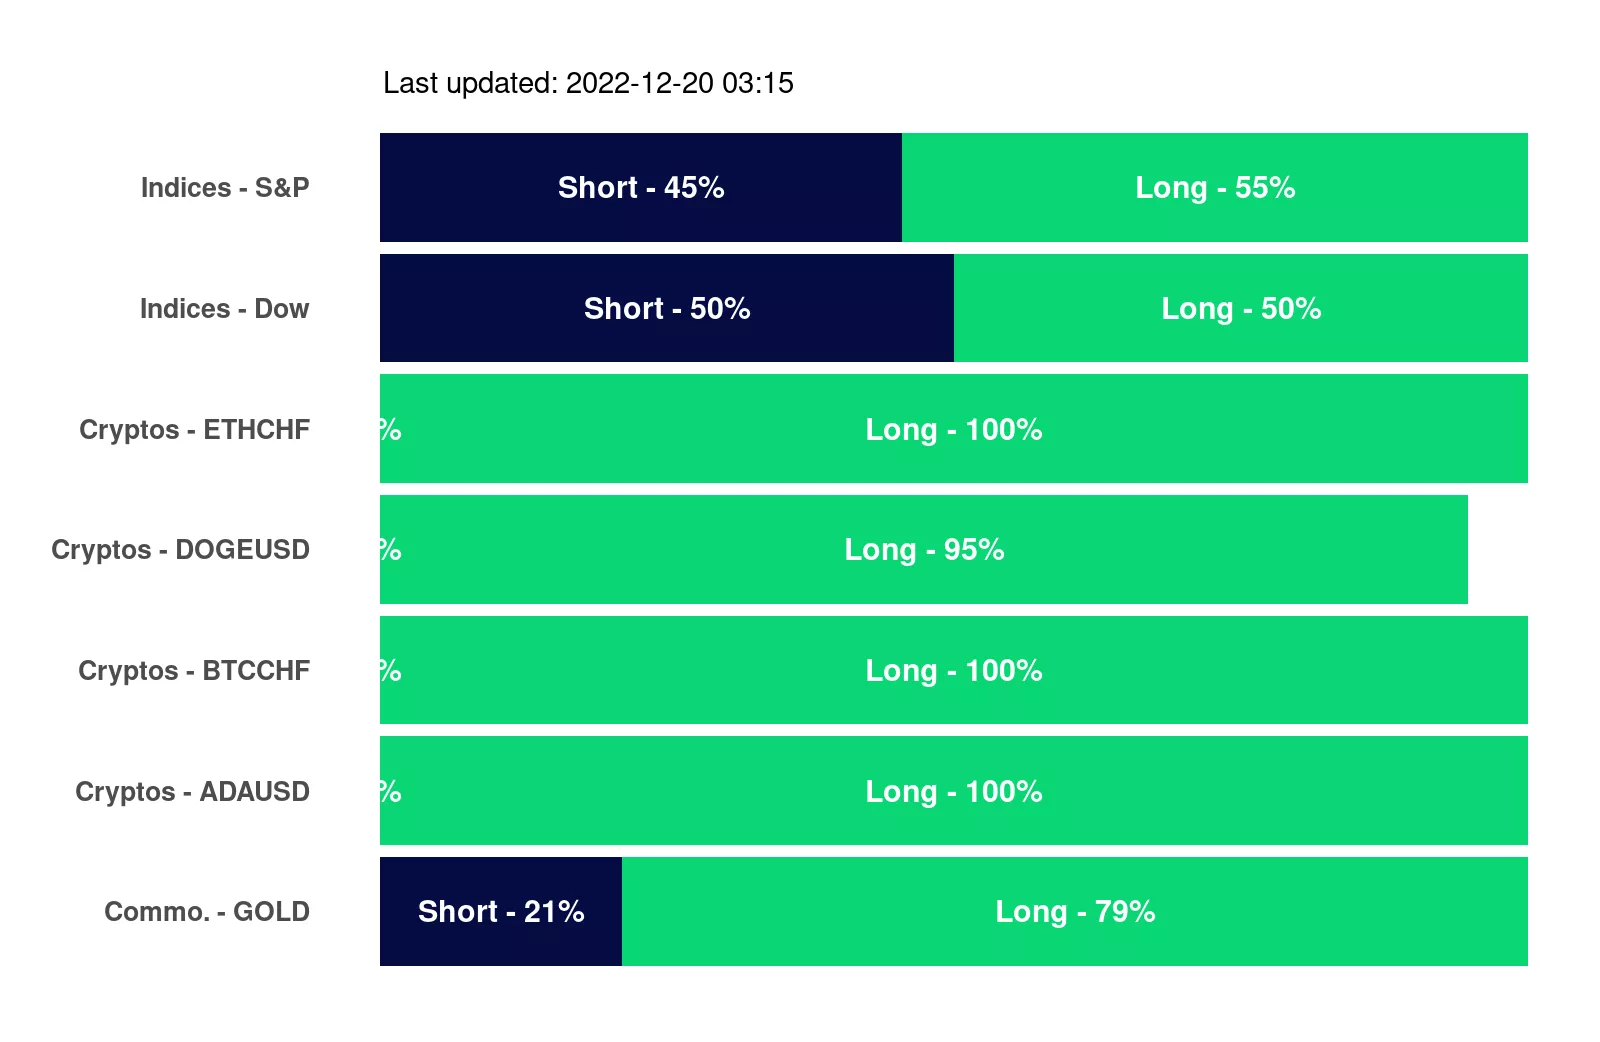 Last updated: 2022-12-20 03:15
Indices - S&P Short - 45% Long - 55%
Indices - Dow Short - 50% Long - 50%
Cryptos - ETHCHF % Long - 100%
Cryptos - DOGEUSD % Long - 95%
Cryptos - BTCCHF % Long - 100%
Cryptos - ADAUSD % Long - 100%
Commo. - GOLD Short - 21% Long - 79%